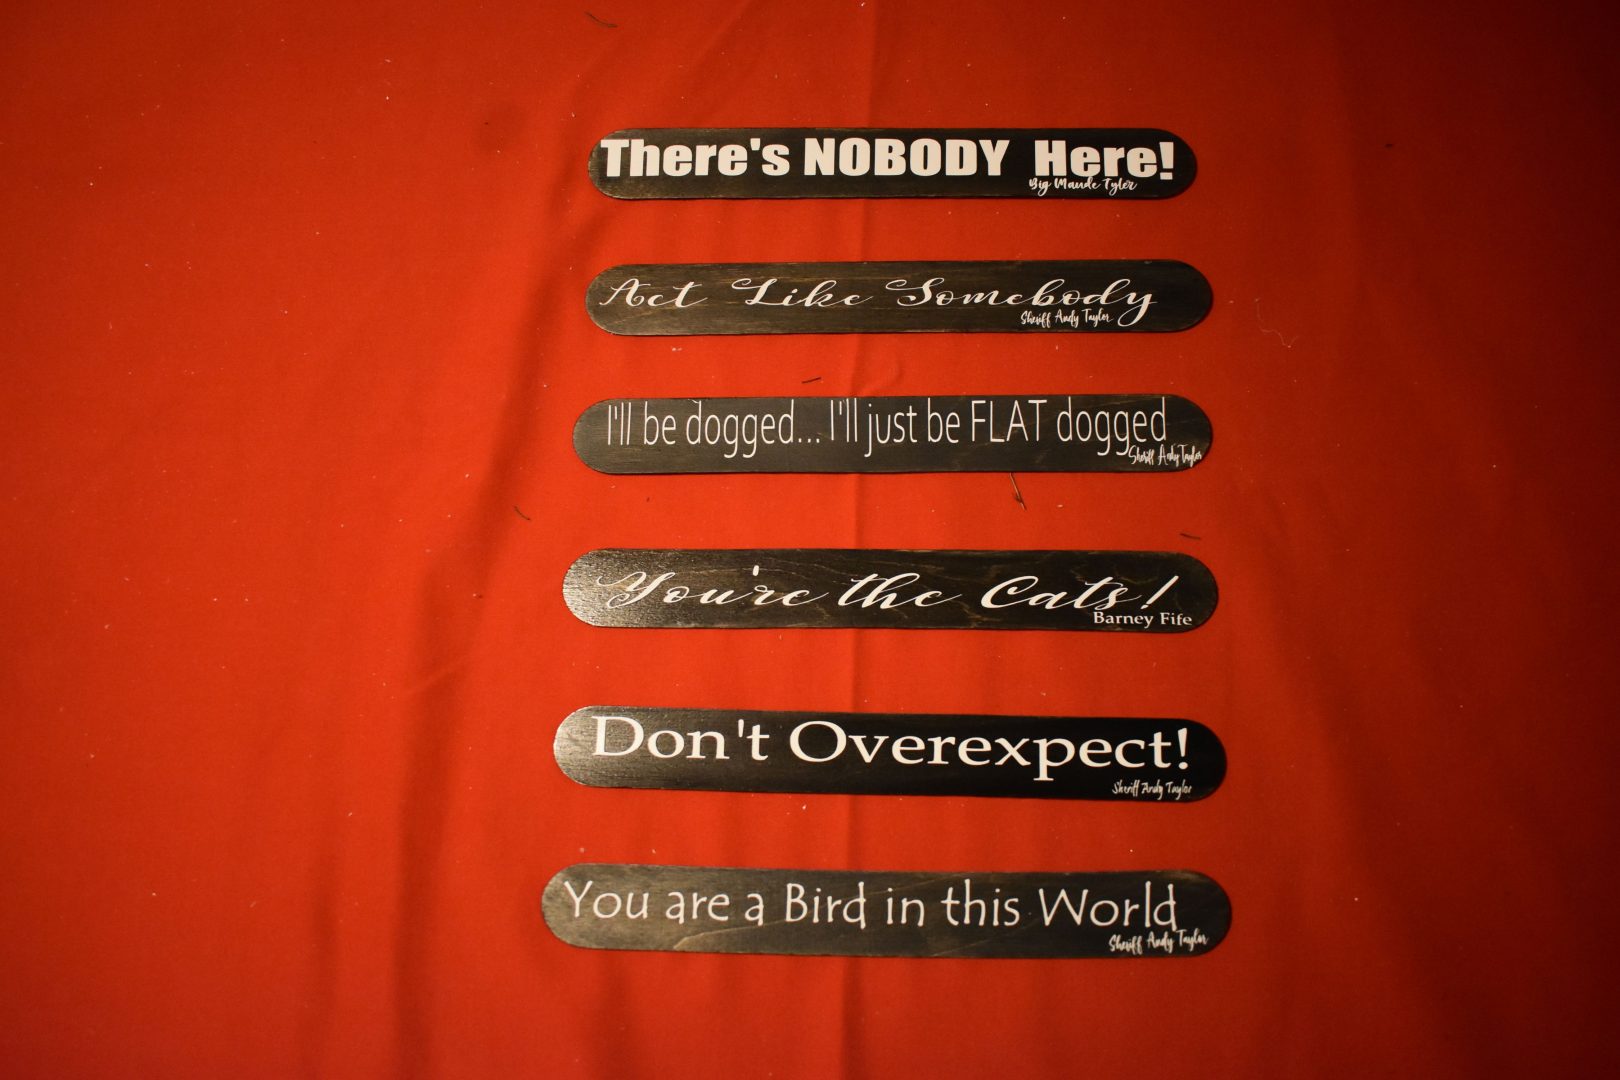 There's NOBODY Here!
Big Maude Tyler
Act Like Somebody
Sheriff Andy Taylor
I'll be dogged... I'll just be FLAT dogged
Sheriff Andy Taylor
You're the Cats!
Barney Fife
Don't Overexpect!
Sheriff Andy Taylor
You are a Bird in this World
Sheriff Andy Taylor